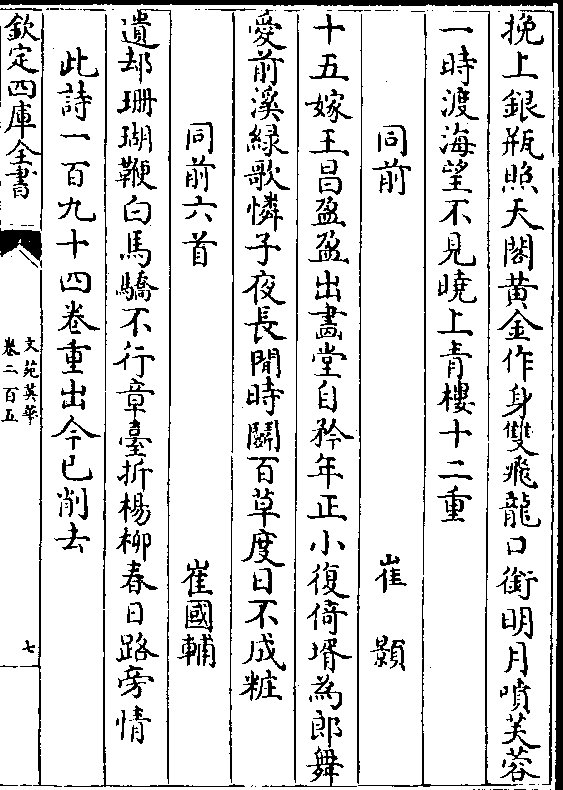 挽上銀瓶照天閣黄金作身雙飛龍口銜明月噴芙蓉
一時渡海望不見曉上青樓十二重
同前　崔顥
十五嫁王昌盈盈出畫堂自矜年正小復倚壻為郎舞
愛前溪緑歌憐子夜長閒時鬬百草度日不成粧
同前六首　崔國輔
遺却珊瑚鞭白馬驕不行章臺折楊柳春日路旁情
此詩一百九十四卷重出今已削去
欽定四庫全書
文苑英華
卷二百五
七